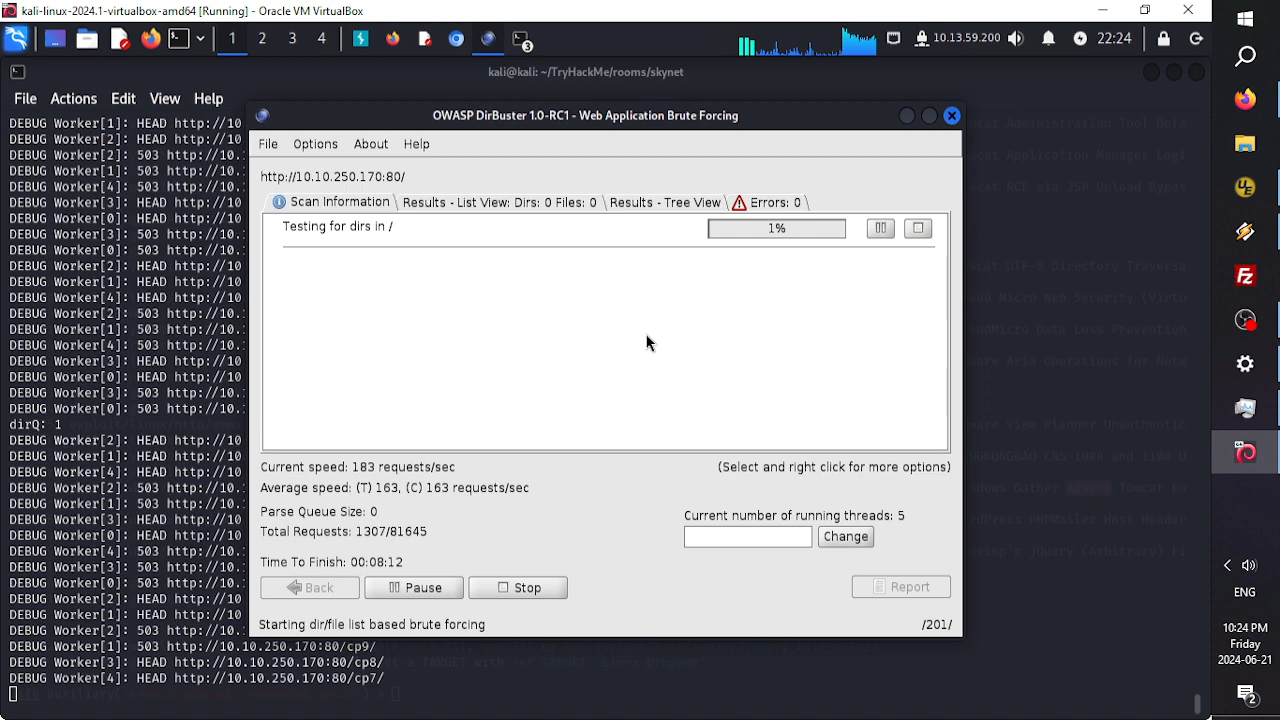 kali-linux-2024.1-virtualbox-amd64 [Running] - Oracle VM VirtualBox
1 2 3 4 3 10.13.59.200 22:24
kali@kali: ~/TryHackMe/rooms/skynet
File Actions Edit View Help
OWASP DirBuster 1.0-RC1 - Web Application Brute Forcing
File Options About Help
http://10.10.250.170:80/
Scan Information Results - List View: Dirs: 0 Files: 0 Results - Tree View Errors: 0
Testing for dirs in / 1%
Current speed: 183 requests/sec (Select and right click for more options)
Average speed: (T) 163, (C) 163 requests/sec
Parse Queue Size: 0
Current number of running threads: 5
Total Requests: 1307/81645
Change
Time To Finish: 00:08:12
Back Pause Stop Report
Starting dir/file list based brute forcing /201/
DEBUG Worker[1]: HEAD http://10
DEBUG Worker[2]: HEAD http://10
DEBUG Worker[2]: 503 http://10.
DEBUG Worker[1]: 503 http://10.
DEBUG Worker[4]: 503 http://10.
DEBUG Worker[3]: HEAD http://10
DEBUG Worker[0]: HEAD http://10
DEBUG Worker[3]: 503 http://10.
DEBUG Worker[0]: 503 http://10.
DEBUG Worker[2]: HEAD http://10
DEBUG Worker[1]: HEAD http://10
DEBUG Worker[4]: HEAD http://10
DEBUG Worker[2]: 503 http://10.
DEBUG Worker[1]: 503 http://10.
DEBUG Worker[4]: 503 http://10.
DEBUG Worker[3]: HEAD http://10
DEBUG Worker[0]: HEAD http://10
DEBUG Worker[3]: 503 http://10.
DEBUG Worker[0]: 503 http://10.
dirQ: 1
DEBUG Worker[2]: HEAD http://10
DEBUG Worker[1]: HEAD http://10
DEBUG Worker[4]: HEAD http://10
DEBUG Worker[2]: 503 http://10.
DEBUG Worker[1]: 503 http://10.
DEBUG Worker[0]: HEAD http://10
DEBUG Worker[3]: HEAD http://10
DEBUG Worker[4]: 503 http://10.
DEBUG Worker[3]: 503 http://10.
DEBUG Worker[0]: 503 http://10.
DEBUG Worker[2]: HEAD http://10
DEBUG Worker[1]: HEAD http://10
DEBUG Worker[2]: 503 http://10.
DEBUG Worker[1]: 503 http://10.10.250.170:80/cp9/
DEBUG Worker[3]: HEAD http://10.10.250.170:80/cp8/
DEBUG Worker[4]: HEAD http://10.10.250.170:80/cp7/
ENG
10:24 PM
Friday
2024-06-21
2